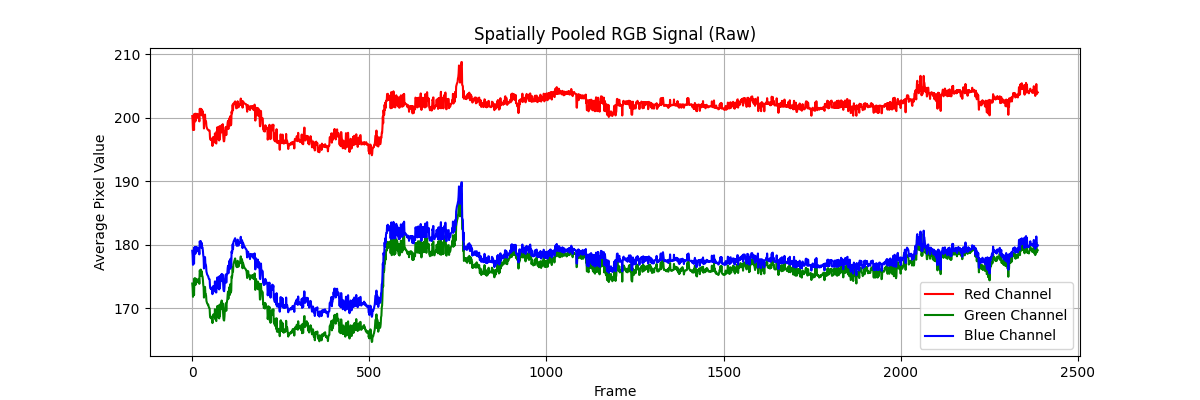 Spatially Pooled RGB Signal (Raw)
Average Pixel Value
210
200
190
180
170
0
500
1000
1500
2000
2500
Frame
Red Channel
Green Channel
Blue Channel